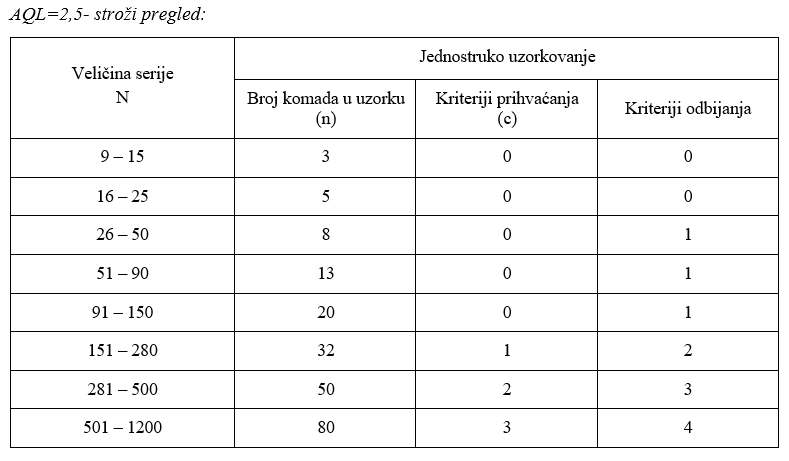 AQL=2,5- stroži pregled:
Veličina serije
N
Jednostruko uzorkovanje
Broj komada u uzorku
(n)
Kriteriji prihvaćanja
(c)
Kriteriji odbijanja
9 – 15 3 0 0
16 – 25 5 0 0
26 – 50 8 0 1
51 – 90 13 0 1
91 – 150 20 0 1
151 – 280 32 1 2
281 – 500 50 2 3
501 – 1200 80 3 4